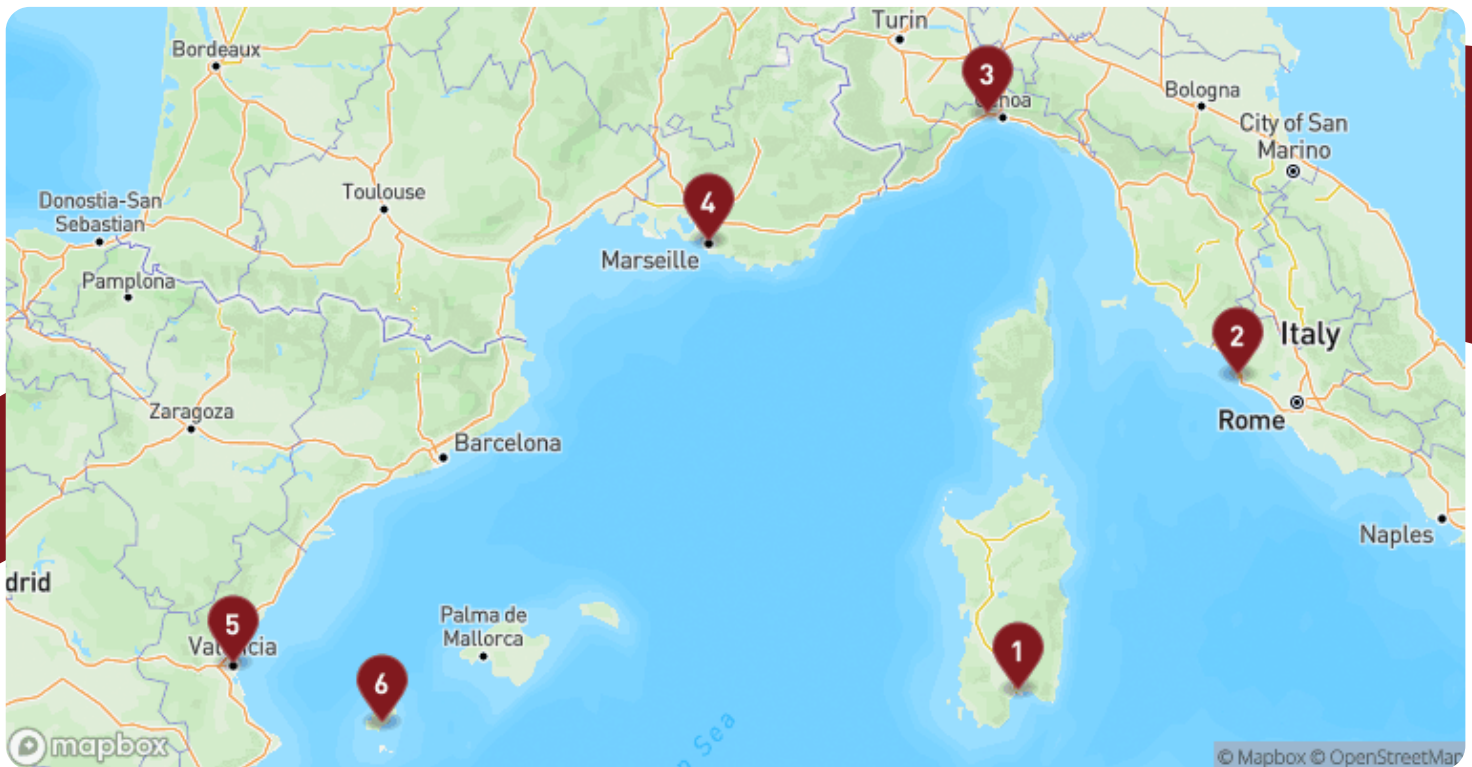 Turin
Bordeaux
3
Genoa
Bologna
City of San
Marino
Toulouse
4
Donostia-San
Sebastian
Marseille
Pamplona
2
Italy
Zaragoza
Rome
Barcelona
Naples
drid
5
Valencia
Palma de
Mallorca
1
6
n Sea
mapbox
© Mapbox © OpenStreetMap